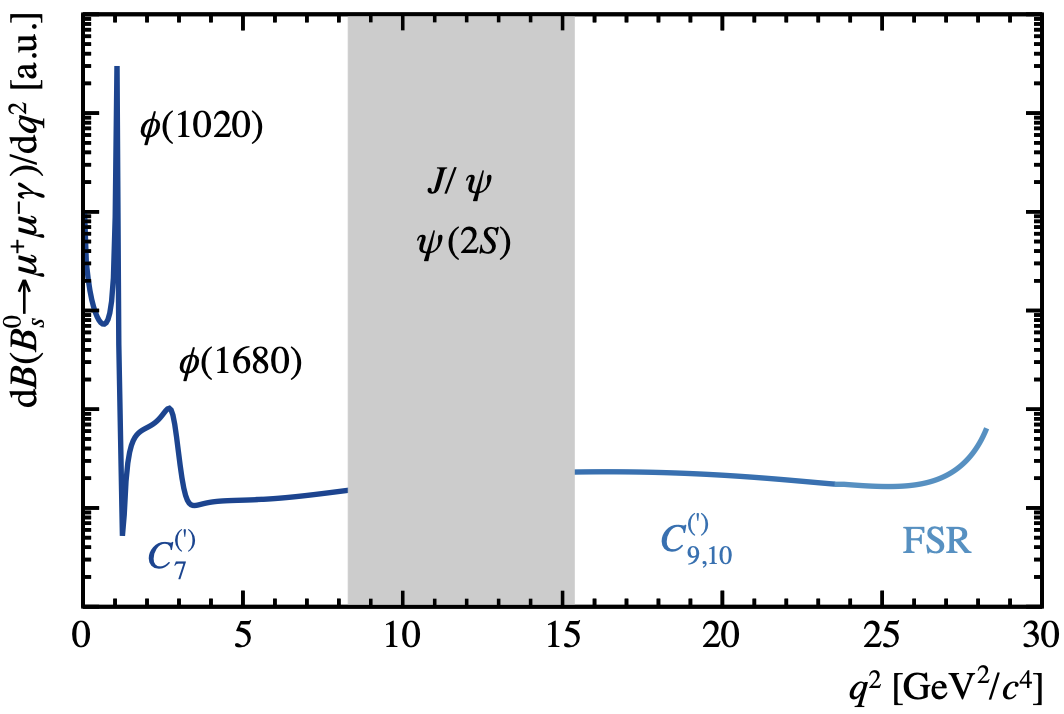 dB(B⁰ₛ→μ⁺μ⁻γ)/dq² [a.u.]
ϕ(1020)
J/ ψ
ψ(2S)
ϕ(1680)
C₇⁽'⁾
C₉,₁₀⁽'⁾
FSR
0 5 10 15 20 25 30
q² [GeV²/c⁴]